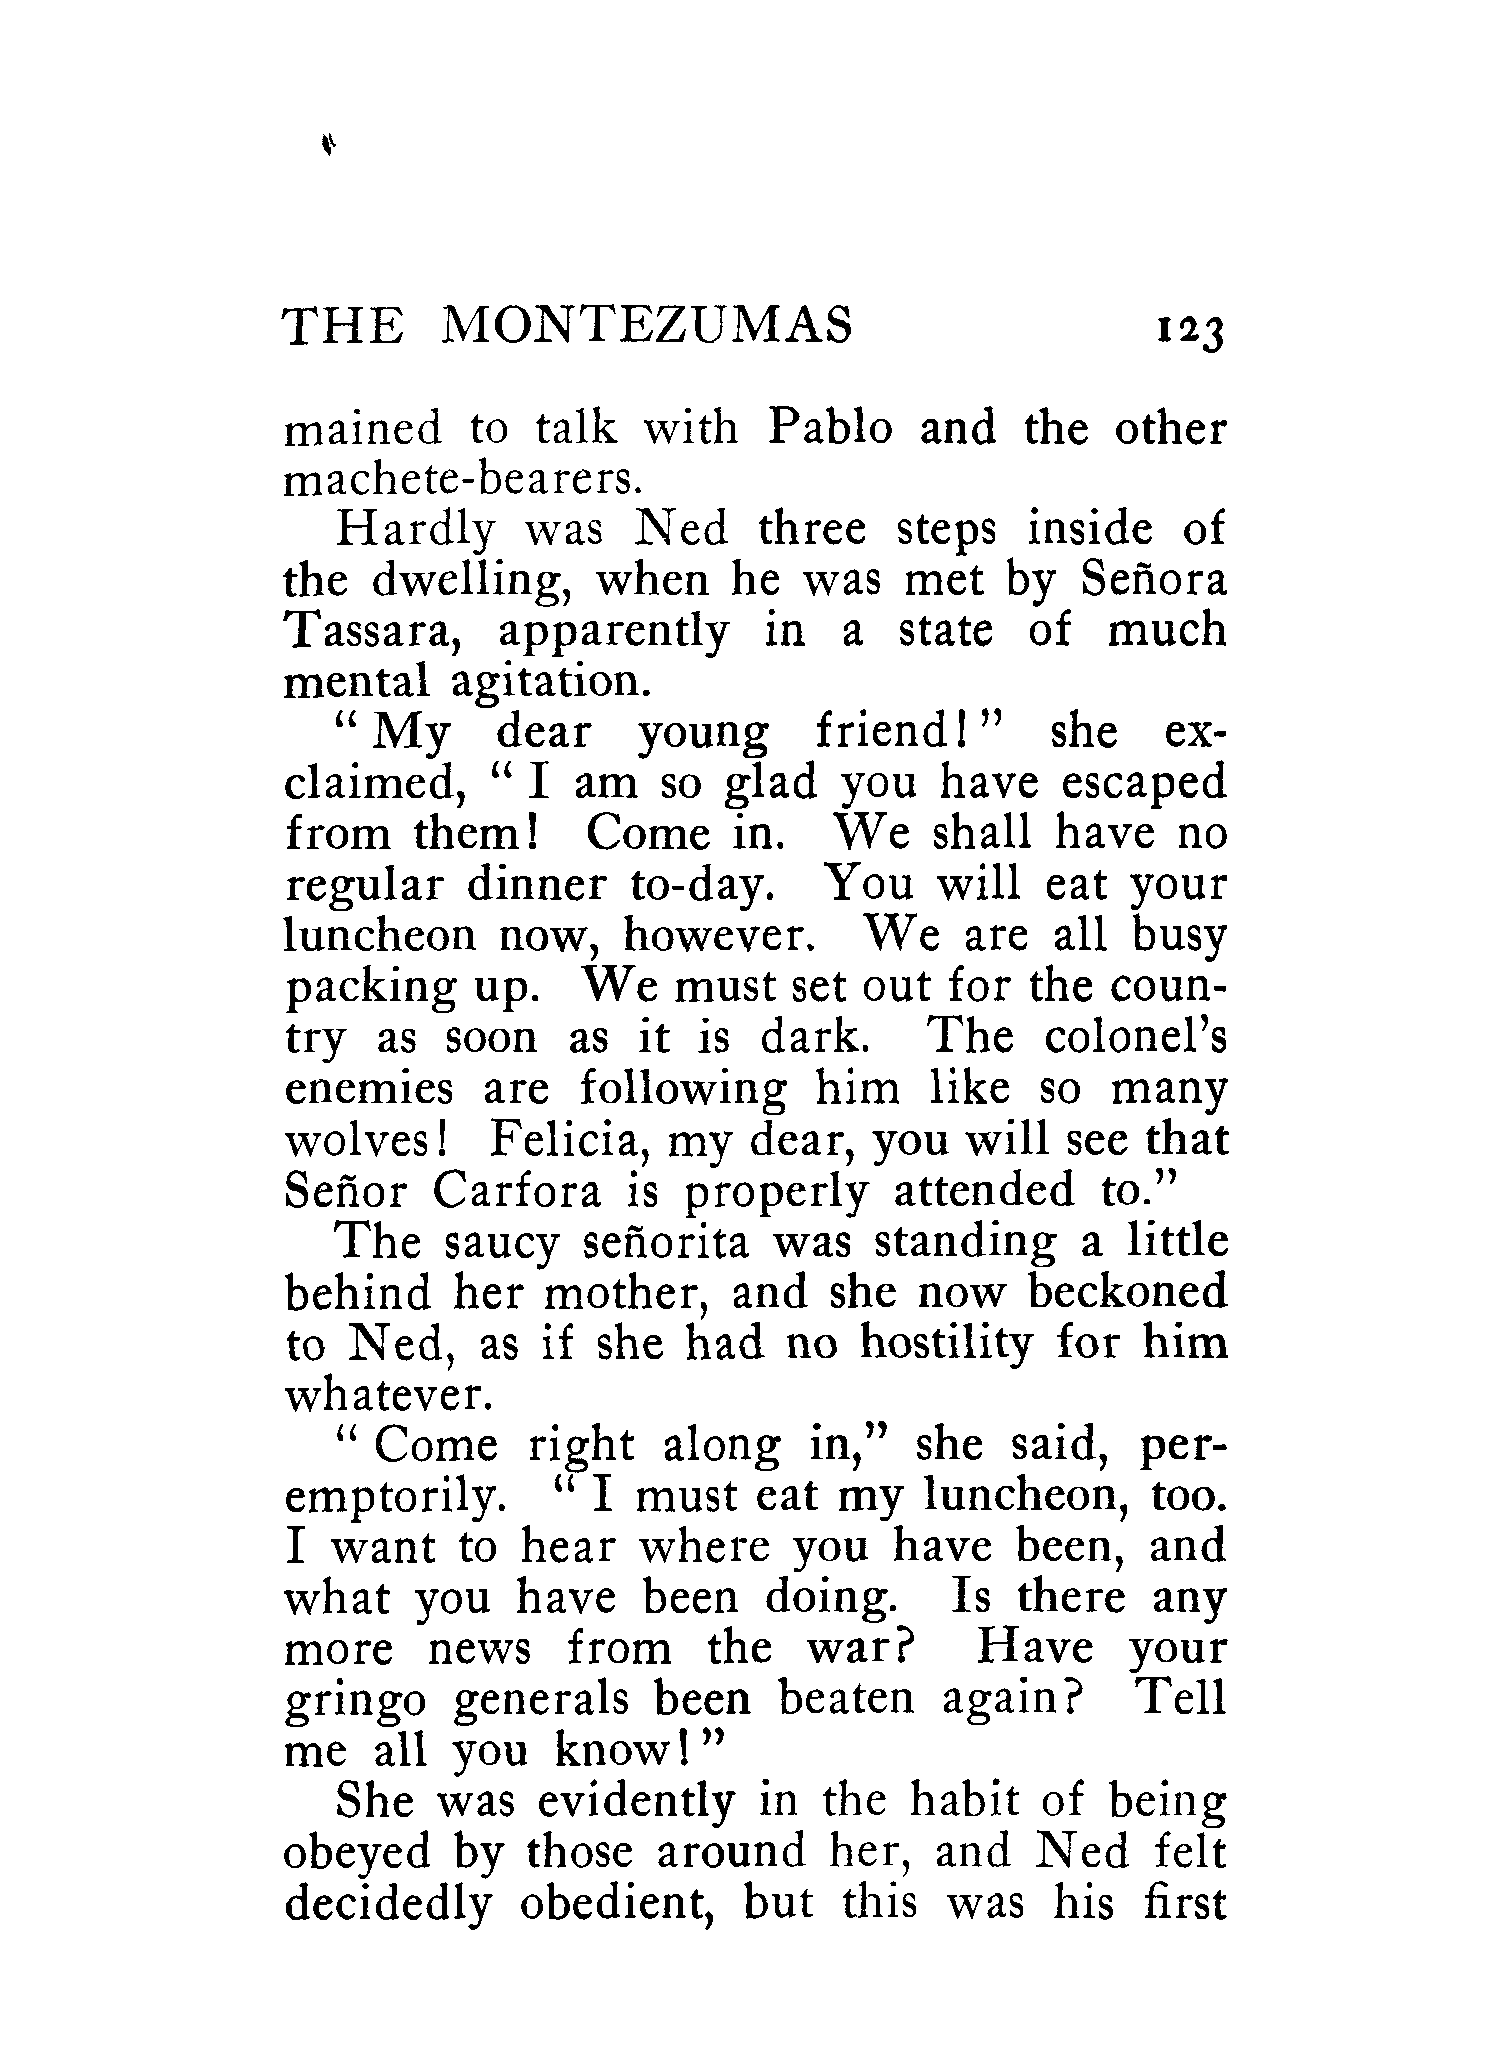 THE MONTEZUMAS 123
mained to talk with Pablo and the other
machete-bearers.
Hardly was Ned three steps inside of
the dwelling, when he was met by Señora
Tassara, apparently in a state of much
mental agitation.
“ My dear young friend! ” she ex-
claimed, “ I am so glad you have escaped
from them! Come in. We shall have no
regular dinner to-day. You will eat your
luncheon now, however. We are all busy
packing up. We must set out for the coun-
try as soon as it is dark. The colonel’s
enemies are following him like so many
wolves! Felicia, my dear, you will see that
Señor Carfora is properly attended to.”
The saucy señorita was standing a little
behind her mother, and she now beckoned
to Ned, as if she had no hostility for him
whatever.
“ Come right along in,” she said, per-
emptorily. “ I must eat my luncheon, too.
I want to hear where you have been, and
what you have been doing. Is there any
more news from the war? Have your
gringo generals been beaten again? Tell
me all you know! ”
She was evidently in the habit of being
obeyed by those around her, and Ned felt
decidedly obedient, but this was his first